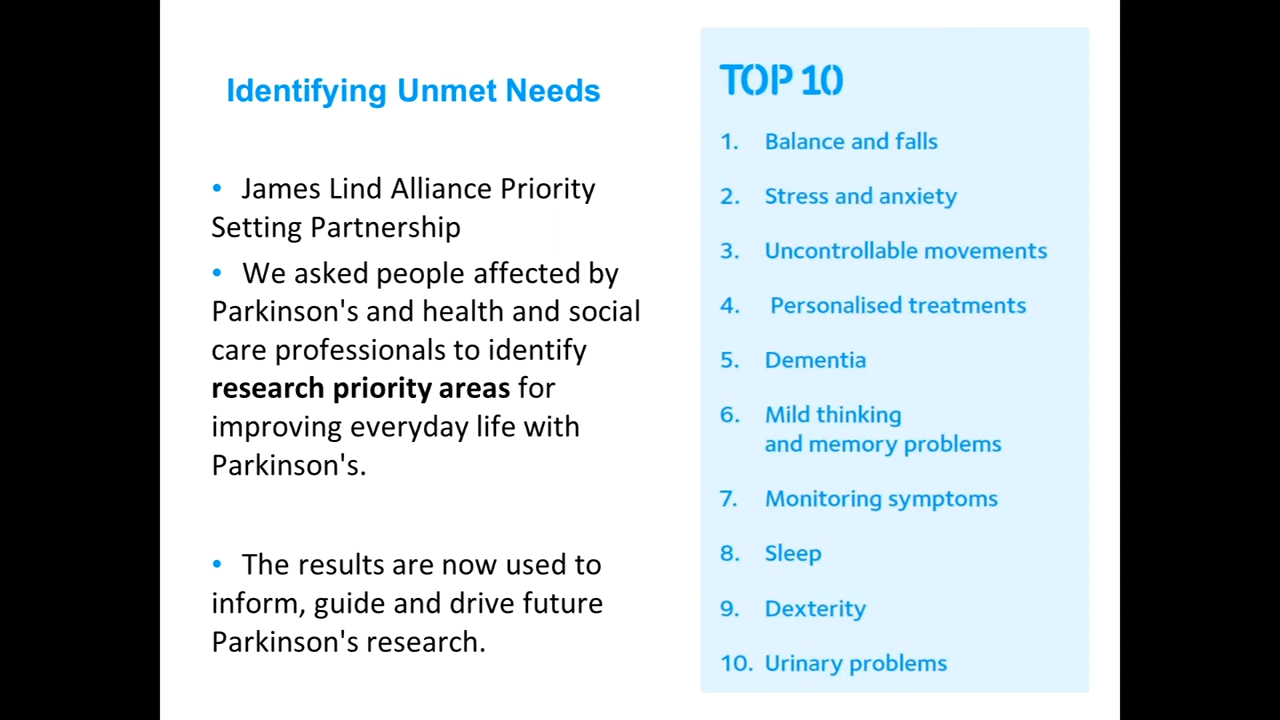 Identifying Unmet Needs
• James Lind Alliance Priority
Setting Partnership
• We asked people affected by
Parkinson's and health and social
care professionals to identify
research priority areas for
improving everyday life with
Parkinson's.
• The results are now used to
inform, guide and drive future
Parkinson's research.
TOP 10
1. Balance and falls
2. Stress and anxiety
3. Uncontrollable movements
4. Personalised treatments
5. Dementia
6. Mild thinking
and memory problems
7. Monitoring symptoms
8. Sleep
9. Dexterity
10. Urinary problems